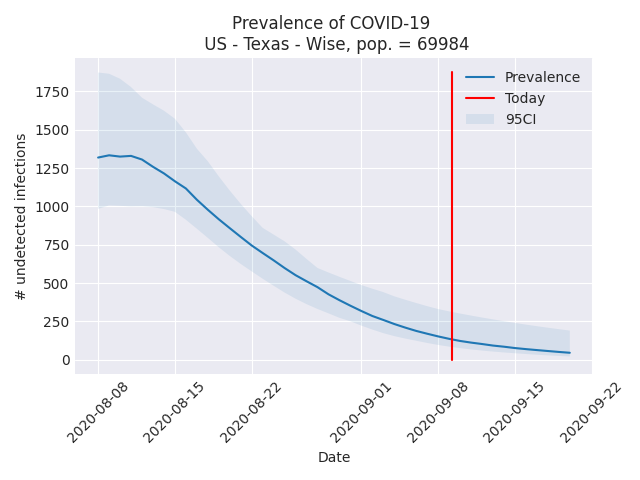 Prevalence of COVID-19
US - Texas - Wise, pop. = 69984
Prevalence
Today
95CI
# undetected infections
1750
1500
1250
1000
750
500
250
0
2020-08-08
2020-08-15
2020-08-22
2020-09-01
2020-09-08
2020-09-15
2020-09-22
Date